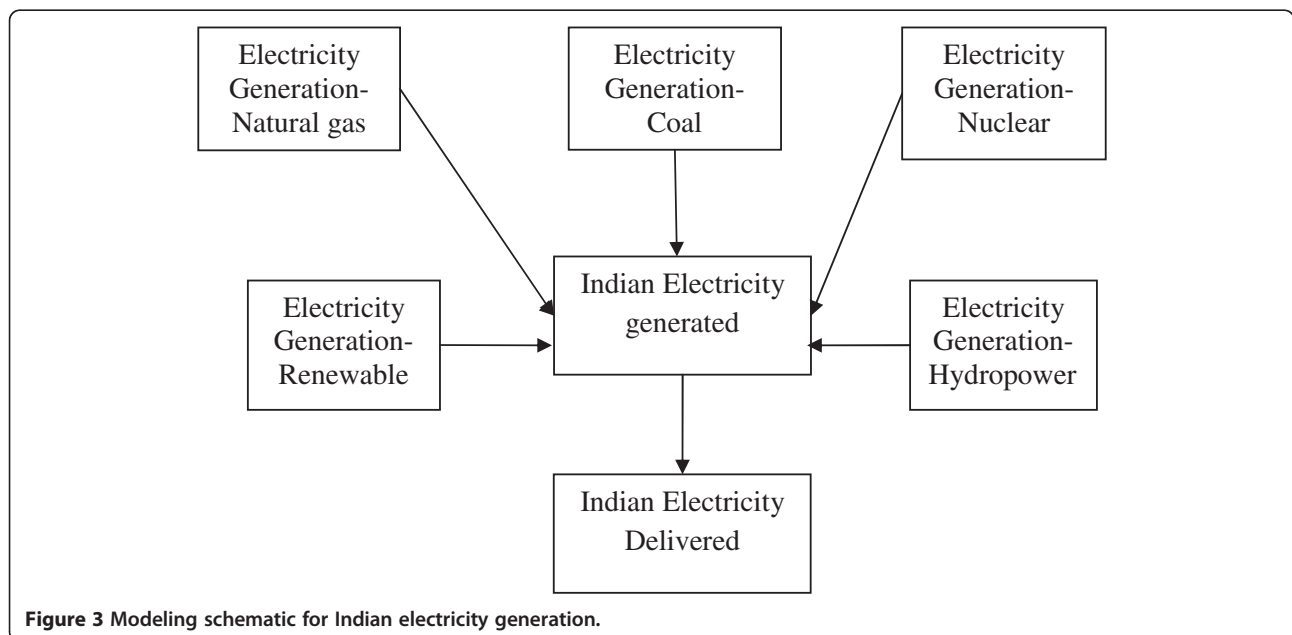 Electricity
Generation-
Natural gas
Electricity
Generation-
Coal
Electricity
Generation-
Nuclear
Electricity
Generation-
Renewable
Indian Electricity
generated
Electricity
Generation-
Hydropower
Indian Electricity
Delivered
Figure 3 Modeling schematic for Indian electricity generation.